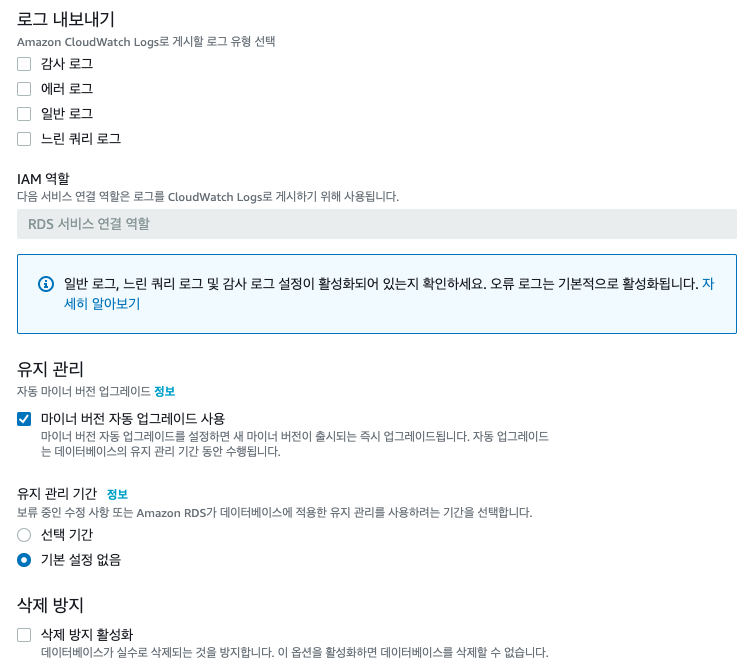 로그 내보내기
Amazon CloudWatch Logs로 게시할 로그 유형 선택
감사 로그
에러 로그
일반 로그
느린 쿼리 로그
IAM 역할
다음 서비스 연결 역할은 로그를 CloudWatch Logs로 게시하기 위해 사용됩니다.
RDS 서비스 연결 역할
일반 로그, 느린 쿼리 로그 및 감사 로그 설정이 활성화되어 있는지 확인하세요. 오류 로그는 기본적으로 활성화됩니다. 자
세히 알아보기
유지 관리
자동 마이너 버전 업그레이드 정보
마이너 버전 자동 업그레이드 사용
마이너 버전 자동 업그레이드를 설정하면 새 마이너 버전이 출시되는 즉시 업그레이드됩니다. 자동 업그레이드
는 데이터베이스의 유지 관리 기간 동안 수행됩니다.
유지 관리 기간 정보
보류 중인 수정 사항 또는 Amazon RDS가 데이터베이스에 적용한 유지 관리를 사용하려는 기간을 선택합니다.
선택 기간
기본 설정 없음
삭제 방지
삭제 방지 활성화
데이터베이스가 실수로 삭제되는 것을 방지합니다. 이 옵션을 활성화하면 데이터베이스를 삭제할 수 없습니다.